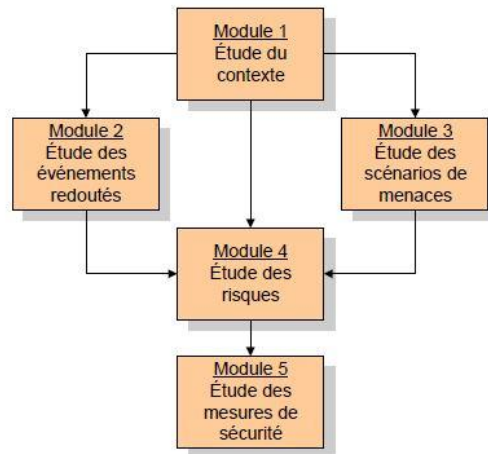 Module 1
Étude du
contexte
Module 2
Étude des
événements
redoutés
Module 3
Étude des
scénarios de
menaces
Module 4
Étude des
risques
Module 5
Étude des
mesures de
sécurité